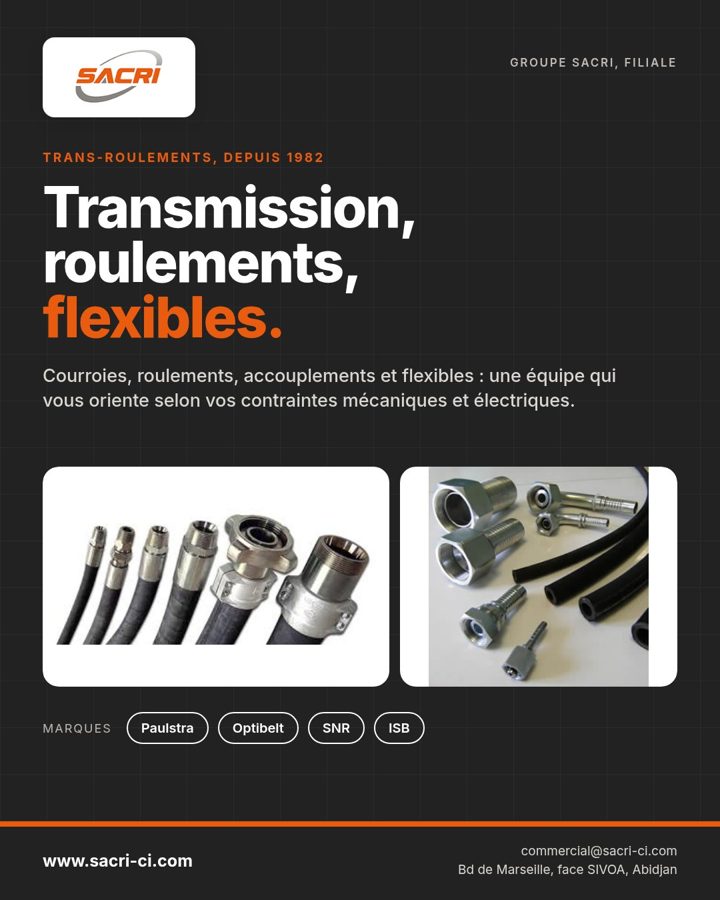 SACRI
GROUPE SACRI, FILIALE
TRANS-ROULEMENTS, DEPUIS 1982
Transmission,
roulements,
flexibles.
Courroies, roulements, accouplements et flexibles : une équipe qui
vous oriente selon vos contraintes mécaniques et électriques.
MARQUES
Paulstra
Optibelt
SNR
ISB
www.sacri-ci.com
commercial@sacri-ci.com
Bd de Marseille, face SIVOA, Abidjan